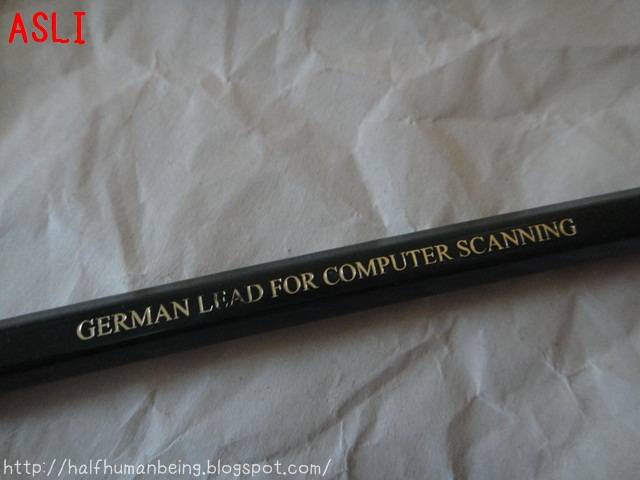 ASLI
GERMAN LEAD FOR COMPUTER SCANNING
http://halfhumanbeing.blogspot.com/